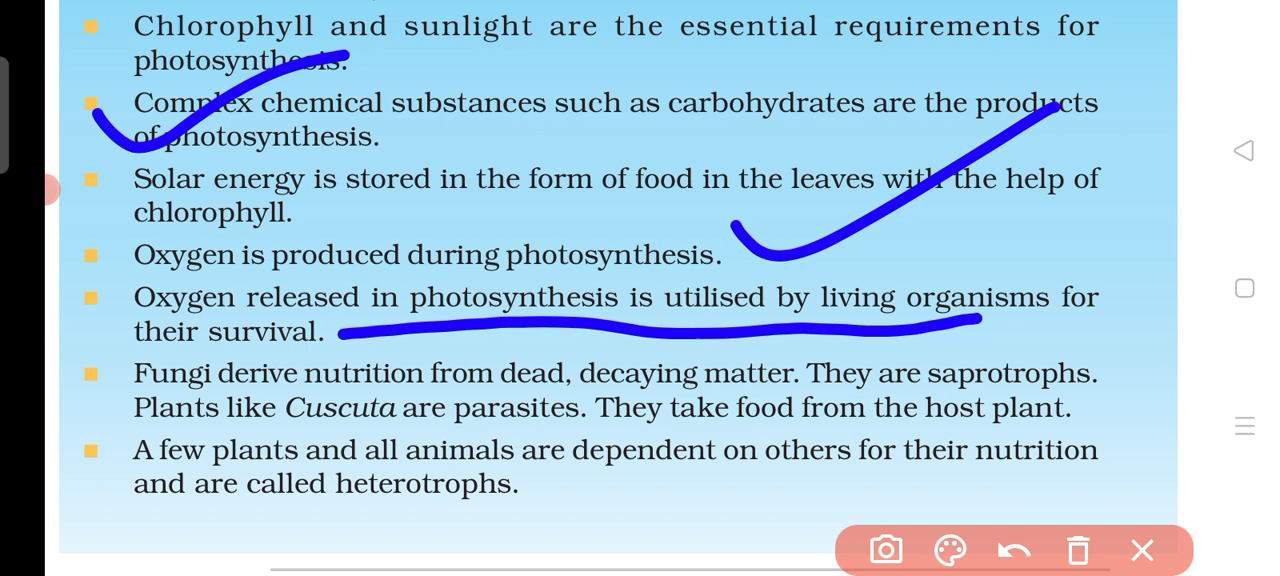 Chlorophyll and sunlight are the essential requirements for
photosynthesis.
Complex chemical substances such as carbohydrates are the products
of photosynthesis.
Solar energy is stored in the form of food in the leaves with the help of
chlorophyll.
Oxygen is produced during photosynthesis.
Oxygen released in photosynthesis is utilised by living organisms for
their survival.
Fungi derive nutrition from dead, decaying matter. They are saprotrophs.
Plants like Cuscuta are parasites. They take food from the host plant.
A few plants and all animals are dependent on others for their nutrition
and are called heterotrophs.